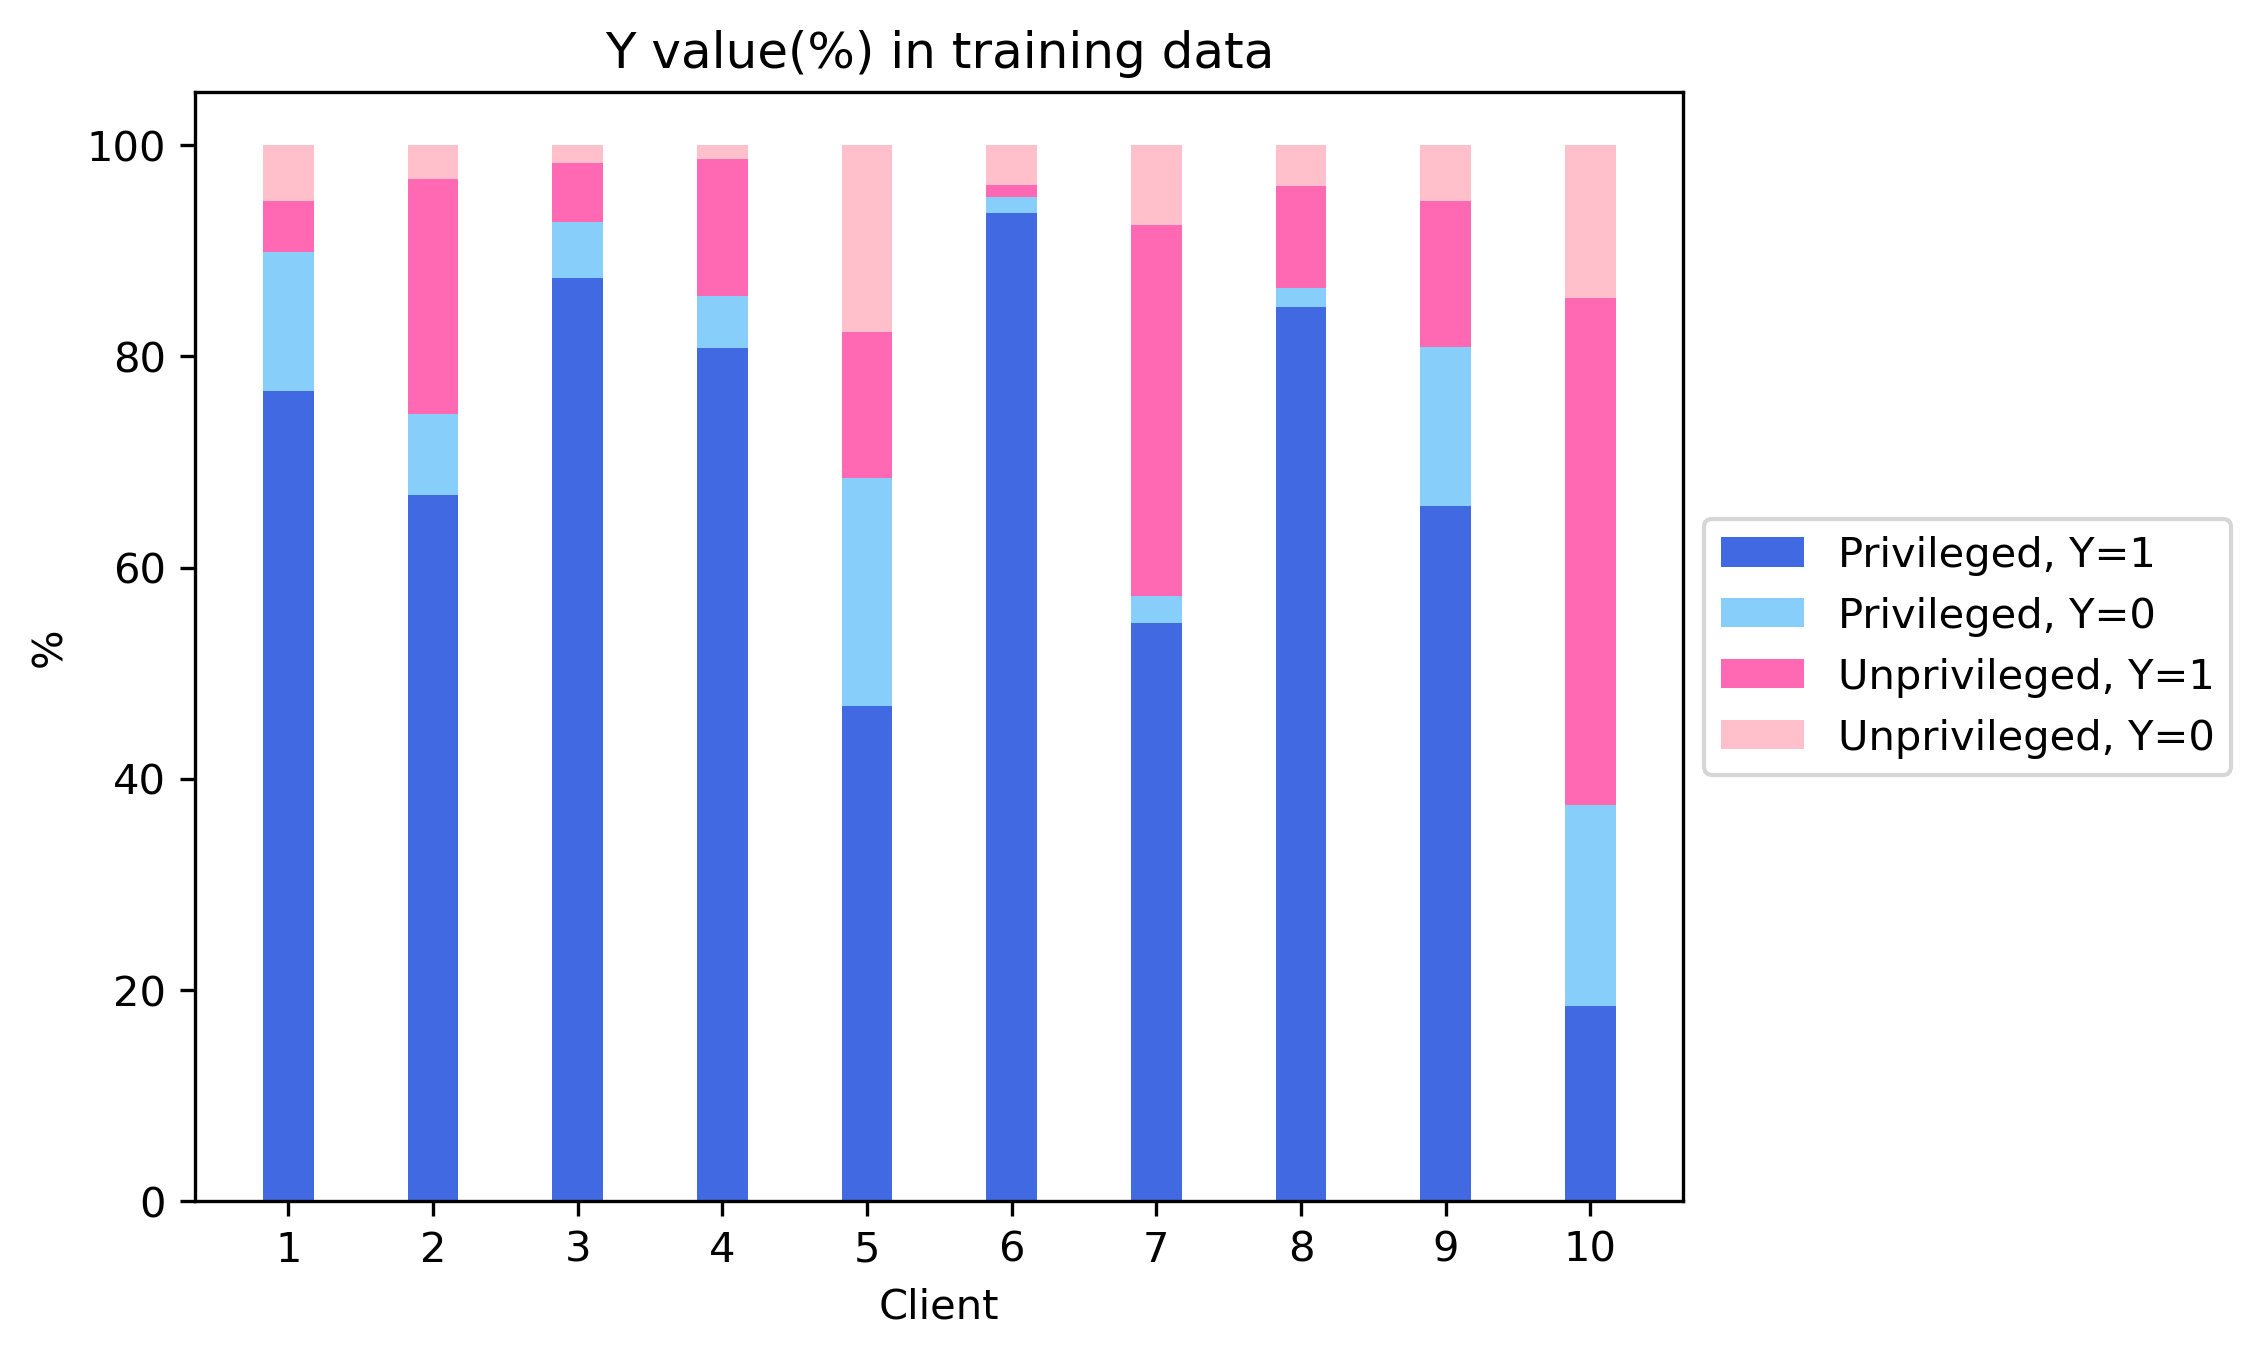 Y value(%) in training data
100
80
60
40
20
0
%
1 2 3 4 5 6 7 8 9 10
Client
Privileged, Y=1
Privileged, Y=0
Unprivileged, Y=1
Unprivileged, Y=0